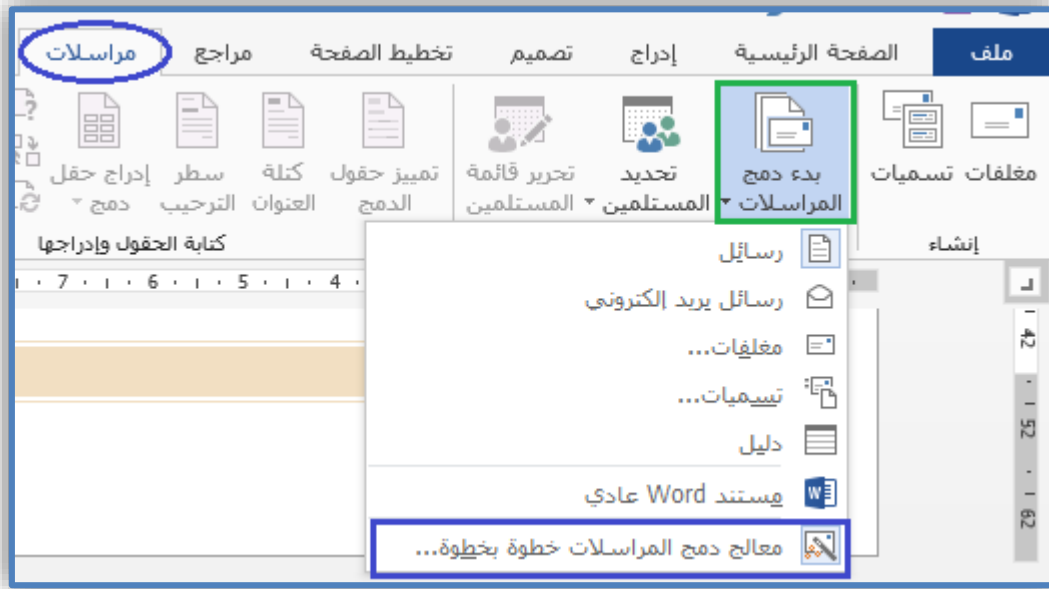 ملف الصفحة الرئيسية إدراج تصميم تخطيط الصفحة مراجع مراسلات
مغلفات تسميات بدء دمج تحديد تحرير قائمة تمييز حقول كتلة سطر إدراج حقل
المراسلات المستلمين المستلمين الدمج العنوان الترحيب دمج
إنشاء كتابة الحقول وإدراجها
4 · 5 · 6 · 7
رسائل
رسائل يريد إلكتروني
مغلفات...
تسميات...
دليل
مستند Word عادي
معالج دمج المراسلات خطوة بخطوة...
42
52
62